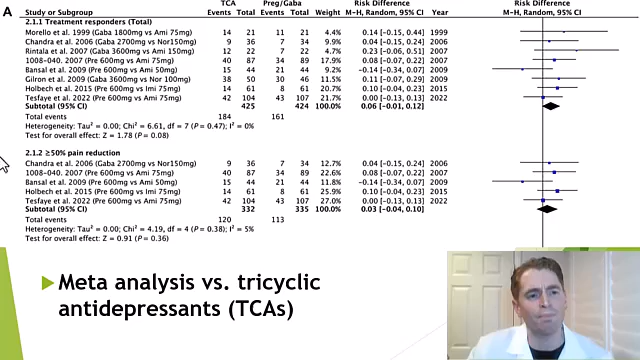 A
TCA Preg/Gaba Risk Difference Risk Difference
Study or Subgroup Events Total Events Total Weight M-H, Random, 95% CI Year M-H, Random, 95% CI
2.1.1 Treatment responders (Total)
Morello et al. 1999 (Gaba 1800mg vs Ami 75mg) 14 21 11 21 4.4% 0.14 [-0.15, 0.44] 1999
Chandra et al. 2006 (Gaba 2700mg vs Nor150mg) 9 36 7 34 9.9% 0.04 [-0.15, 0.24] 2006
Rintala et al. 2007 (Gaba 3600mg vs Ami 150mg) 12 22 7 22 4.6% 0.23 [-0.06, 0.51] 2007
1008-040. 2007 (Pre 600mg vs Ami 75mg) 40 87 34 89 17.9% 0.08 [-0.07, 0.22] 2007
Bansal et al. 2009 (Pre 600mg vs Ami 50mg) 15 44 21 44 9.2% -0.14 [-0.34, 0.07] 2009
Gilron et al. 2009 (Gaba 3600mg vs Nor 100mg) 38 50 30 46 11.6% 0.11 [-0.07, 0.29] 2009
Holbech et al. 2015 (Pre 600mg vs Imi 75mg) 14 61 8 61 20.7% 0.10 [-0.04, 0.23] 2015
Tesfaye et al. 2022 (Pre 600mg vs Ami 75mg) 42 104 43 107 21.7% 0.00 [-0.13, 0.13] 2022
Subtotal (95% CI) 425 424 100.0% 0.06 [-0.01, 0.12]
Total events 184 161
Heterogeneity: Tau² = 0.00; Chi² = 6.61, df = 7 (P = 0.47); I² = 0%
Test for overall effect: Z = 1.78 (P = 0.08)
2.1.2 ≥50% pain reduction
Chandra et al. 2006 (Gaba 2700mg vs Nor150mg) 9 36 7 34 12.7% 0.04 [-0.15, 0.24] 2006
1008-040. 2007 (Pre 600mg vs Ami 75mg) 40 87 34 89 22.6% 0.08 [-0.07, 0.22] 2007
Bansal et al. 2009 (Pre 600mg vs Ami 50mg) 15 44 21 44 11.8% -0.14 [-0.34, 0.07] 2009
Holbech et al. 2015 (Pre 600mg vs Imi 75mg) 14 61 8 61 25.9% 0.10 [-0.04, 0.23] 2015
Tesfaye et al. 2022 (Pre 600mg vs Ami 75mg) 42 104 43 107 27.0% 0.00 [-0.13, 0.13] 2022
Subtotal (95% CI) 332 335 100.0% 0.03 [-0.04, 0.10]
Total events 120 113
Heterogeneity: Tau² = 0.00; Chi² = 4.19, df = 4 (P = 0.38); I² = 5%
Test for overall effect: Z = 0.91 (P = 0.36)
Meta analysis vs. tricyclic
antidepressants (TCAs)